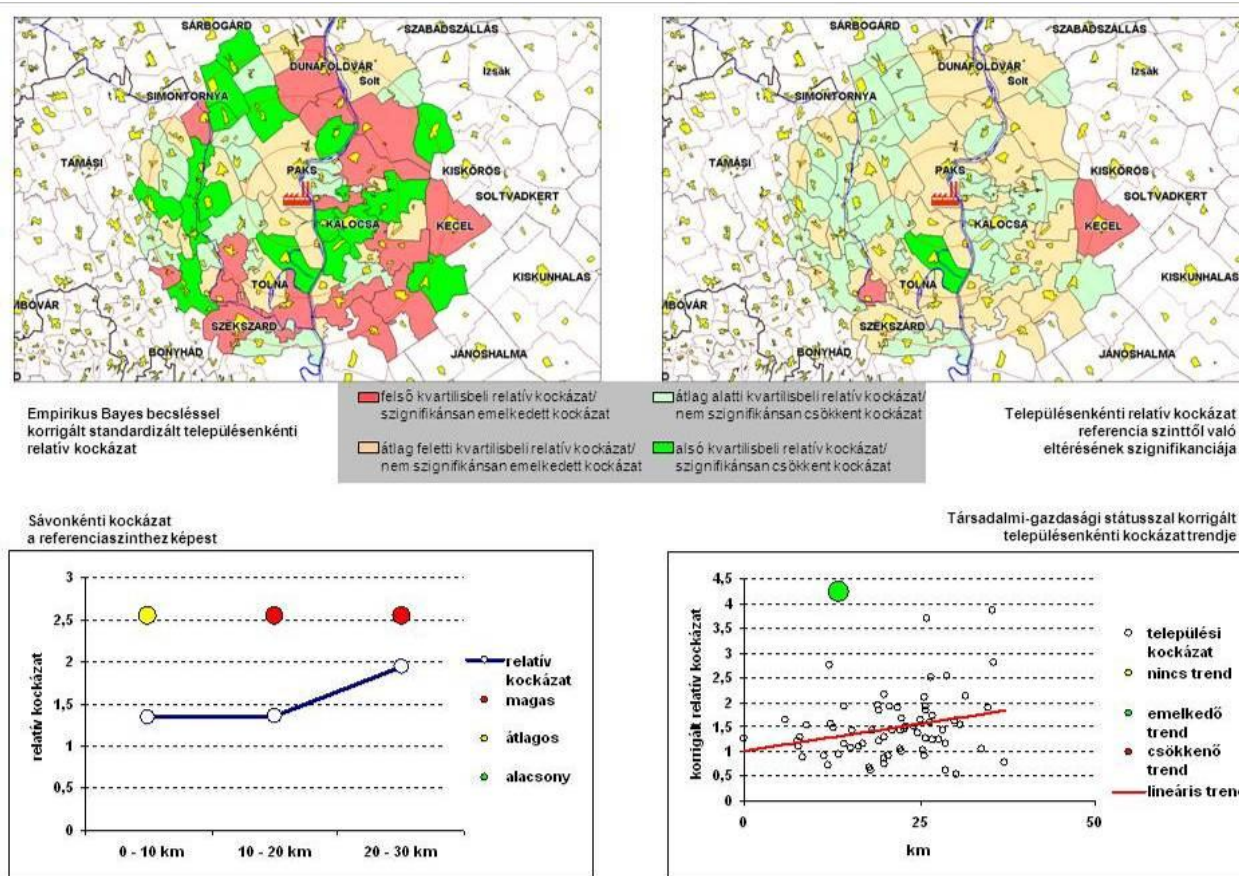 SÁRBOGÁRD
SZABADSZÁLLÁS
DUNAFÖLDVÁR
Solt
Izsák
SIMONTORNYA
TAMÁSI
PAKS
KISKŐRÖS
SOLTVADKERT
KALOCSA
KECEL
KISKUNHALAS
TOLNA
MBÓVÁR
SZEKSZÁRD
BONYHÁD
JÁNOSHALMA
SÁRBOGÁRD
SZABADSZÁLLÁS
DUNAFÖLDVÁR
Solt
Izsák
SIMONTORNYA
TAMÁSI
PAKS
KISKŐRÖS
SOLTVADKERT
KALOCSA
KECEL
KISKUNHALAS
TOLNA
MBÓVÁR
SZEKSZÁRD
BONYHÁD
JÁNOSHALMA
Empirikus Bayes becsléssel
korrigált standardizált településenkénti
relatív kockázat
felső kvartilisbeli relatív kockázat/
szignifikánsan emelkedett kockázat
átlag alatti kvartilisbeli relatív kockázat/
nem szignifikánsan csökkent kockázat
átlag feletti kvartilisbeli relatív kockázat/
nem szignifikánsan emelkedett kockázat
alsó kvartilisbeli relatív kockázat/
szignifikánsan csökkent kockázat
Településenkénti relatív kockázat
referencia szinttől való
eltérésének szignifikanciája
Sávonkénti kockázat
a referenciaszinthez képest
relatív kockázat
3
2,5
2
1,5
1
0,5
0
0 - 10 km
10 - 20 km
20 - 30 km
relatív
kockázat
magas
átlagos
alacsony
Társadalmi-gazdasági státusszal korrigált
településenkénti kockázat trendje
korrigált relatív kockázat
4,5
4
3,5
3
2,5
2
1,5
1
0,5
0
0
25
50
km
települési
kockázat
nincs trend
emelkedő
trend
csökkenő
trend
lineáris trend